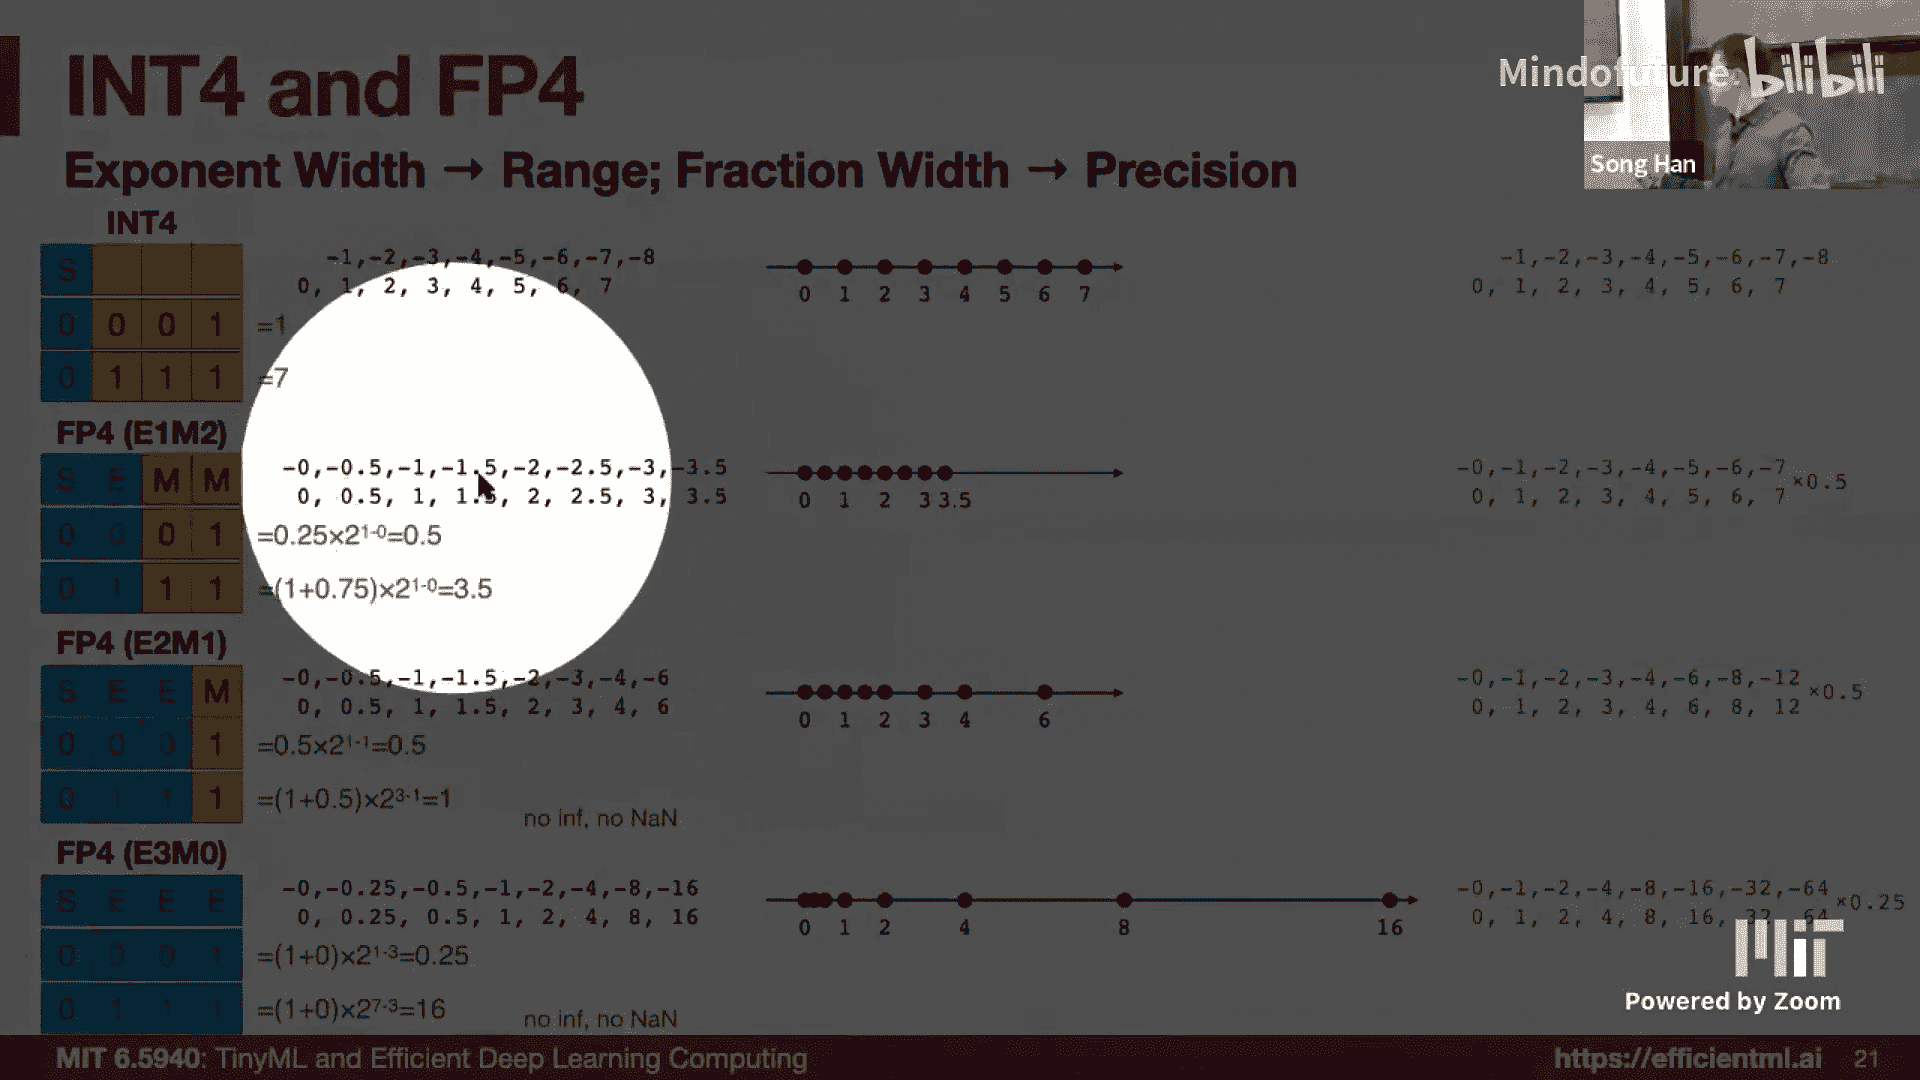 INT4 and FP4
Mindofuture
bilibili
Song Han
Exponent Width → Range; Fraction Width → Precision
INT4
S
0 0 0 1 =1
0 1 1 1 =7
-1,-2,-3,-4,-5,-6,-7,-8
0, 1, 2, 3, 4, 5, 6, 7
0 1 2 3 4 5 6 7
-1,-2,-3,-4,-5,-6,-7,-8
0, 1, 2, 3, 4, 5, 6, 7
FP4 (E1M2)
S E M M
0 0 0 1 =0.25×2¹⁻⁰=0.5
0 1 1 1 =(1+0.75)×2¹⁻⁰=3.5
-0,-0.5,-1,-1.5,-2,-2.5,-3,-3.5
0, 0.5, 1, 1.5, 2, 2.5, 3, 3.5
0 1 2 3 3.5
-0,-1,-2,-3,-4,-5,-6,-7
0, 1, 2, 3, 4, 5, 6, 7
×0.5
FP4 (E2M1)
S E E M
0 0 0 1 =0.5×2¹⁻¹=0.5
0 1 1 1 =(1+0.5)×2³⁻¹=1
-0,-0.5,-1,-1.5,-2,-3,-4,-6
0, 0.5, 1, 1.5, 2, 3, 4, 6
no inf, no NaN
0 1 2 3 4 6
-0,-1,-2,-3,-4,-6,-8,-12
0, 1, 2, 3, 4, 6, 8, 12
×0.5
FP4 (E3M0)
S E E E
0 0 0 1 =(1+0)×2¹⁻³=0.25
0 1 1 1 =(1+0)×2⁷⁻³=16
-0,-0.25,-0.5,-1,-2,-4,-8,-16
0, 0.25, 0.5, 1, 2, 4, 8, 16
no inf, no NaN
0 1 2 4 8 16
-0,-1,-2,-4,-8,-16,-32,-64
0, 1, 2, 4, 8, 16, 32, 64
×0.25
MIT
Powered by Zoom
MIT 6.5940: TinyML and Efficient Deep Learning Computing
https://efficientml.ai
21